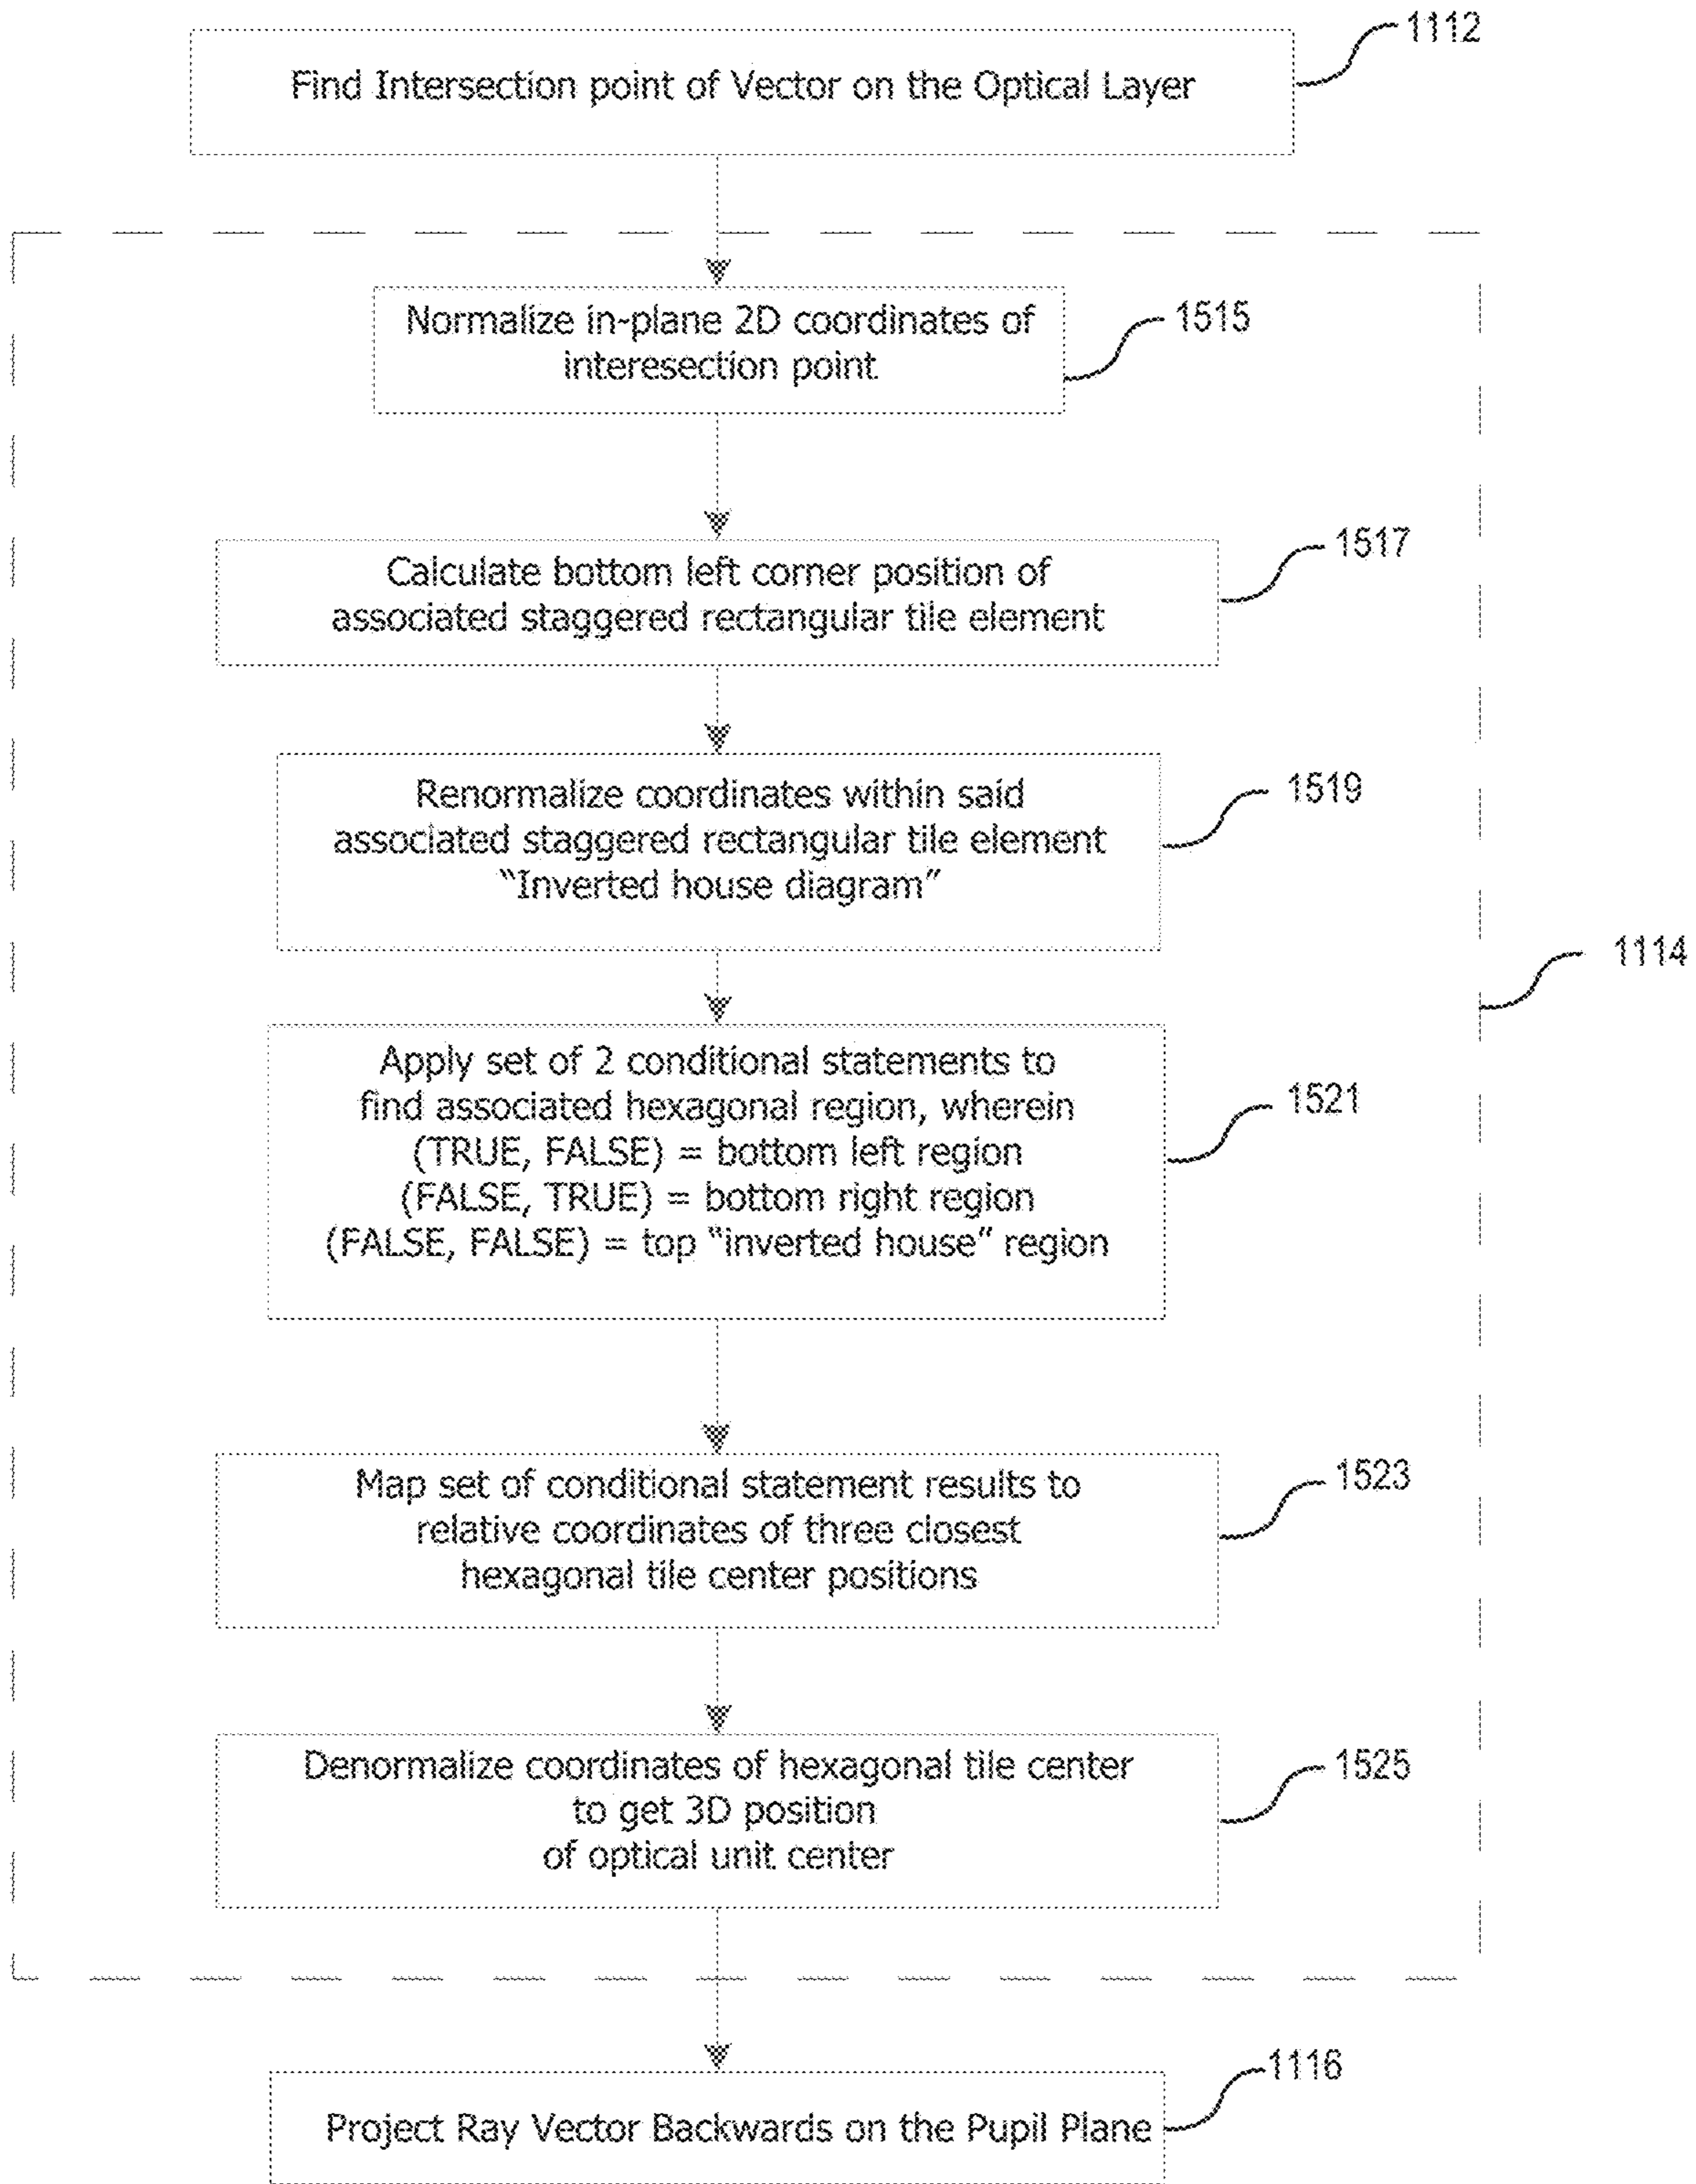 1112
Find Intersection point of Vector on the Optical Layer
Normalize in-plane 2D coordinates of
interesection point
1515
Calculate bottom left corner position of
associated staggered rectangular tile element
1517
Renormalize coordinates within said
associated staggered rectangular tile element
“Inverted house diagram”
1519
1114
Apply set of 2 conditional statements to
find associated hexagonal region, wherein
(TRUE, FALSE) = bottom left region
(FALSE, TRUE) = bottom right region
(FALSE, FALSE) = top “inverted house” region
1521
Map set of conditional statement results to
relative coordinates of three closest
hexagonal tile center positions
1523
Denormalize coordinates of hexagonal tile center
to get 3D position
of optical unit center
1525
1116
Project Ray Vector Backwards on the Pupil Plane